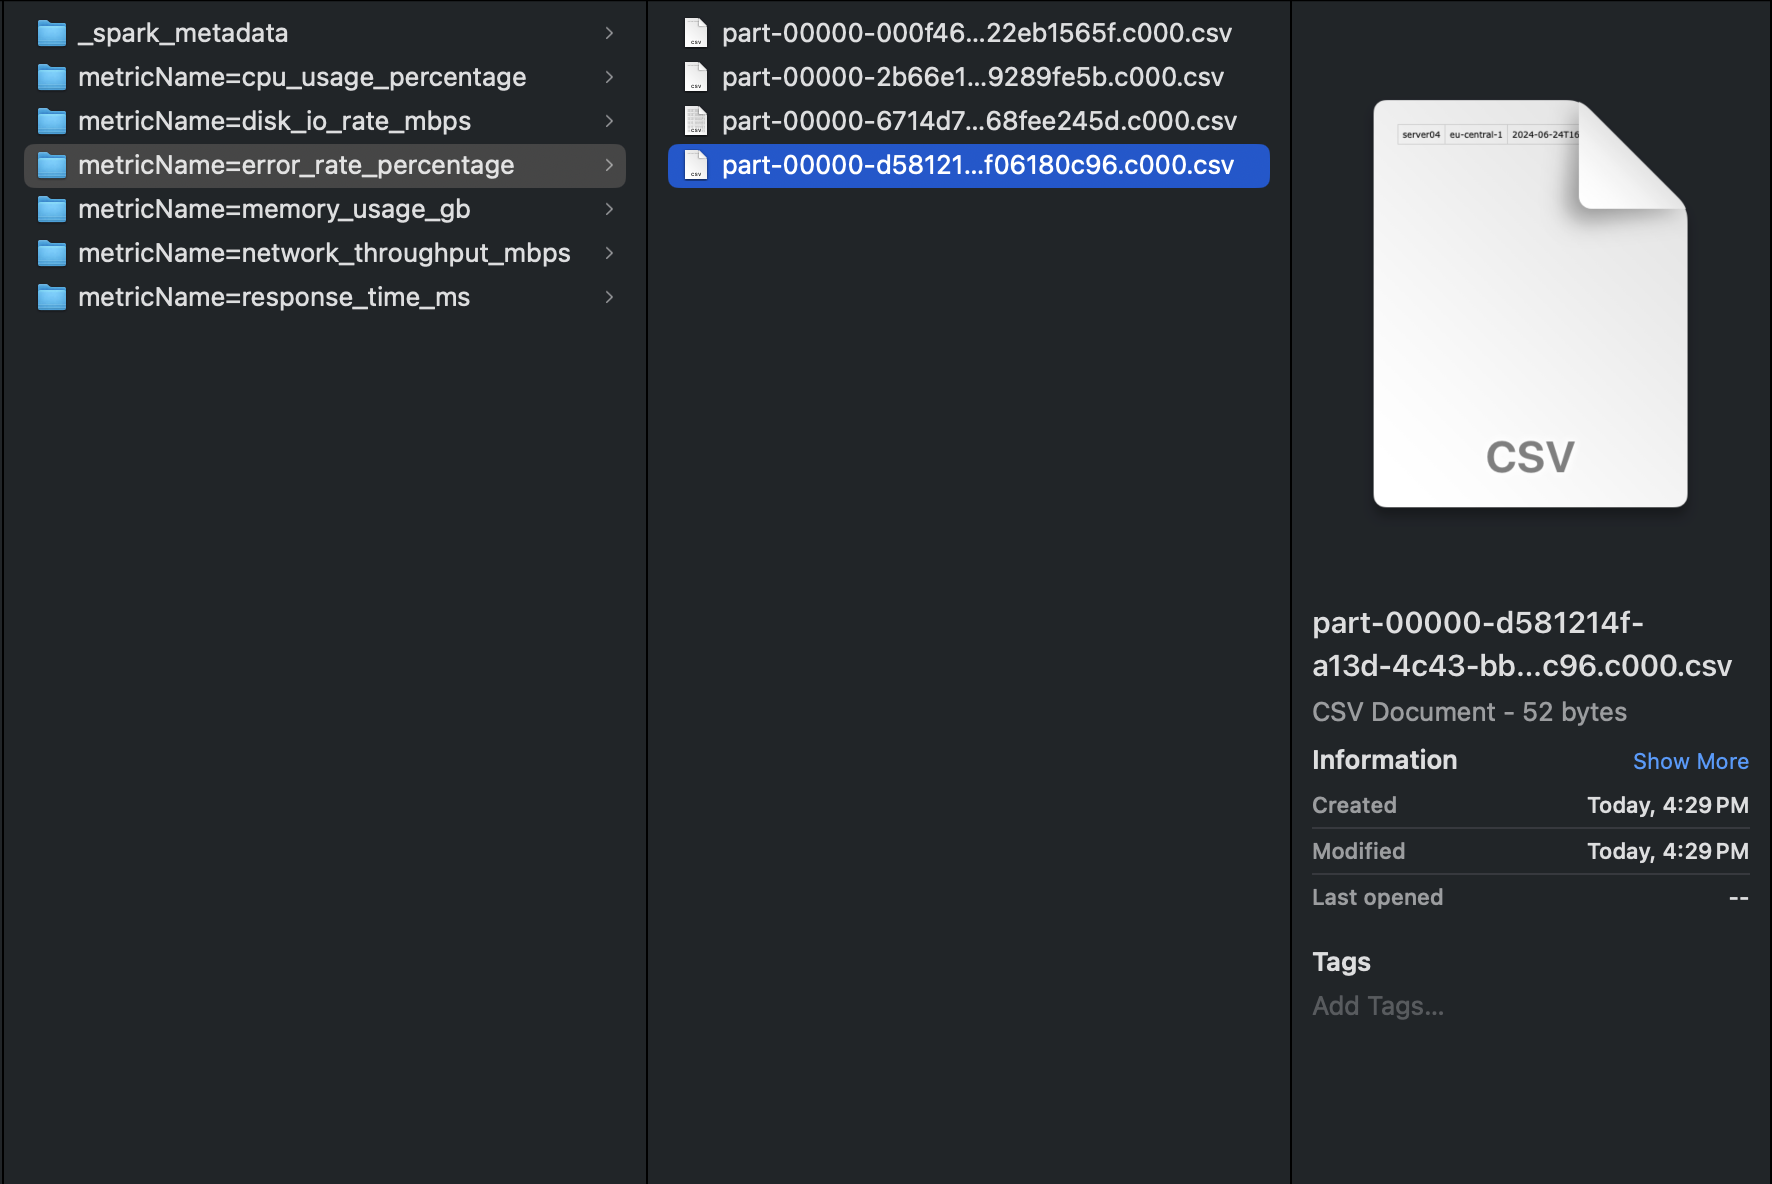 _spark_metadata
metricName=cpu_usage_percentage
metricName=disk_io_rate_mbps
metricName=error_rate_percentage
metricName=memory_usage_gb
metricName=network_throughput_mbps
metricName=response_time_ms
part-00000-000f46...22eb1565f.c000.csv
part-00000-2b66e1...9289fe5b.c000.csv
part-00000-6714d7...68fee245d.c000.csv
part-00000-d58121...f06180c96.c000.csv
server04 eu-central-1 2024-06-24T16
CSV
part-00000-d581214f-
a13d-4c43-bb...c96.c000.csv
CSV Document - 52 bytes
Information Show More
Created Today, 4:29 PM
Modified Today, 4:29 PM
Last opened --
Tags
Add Tags...